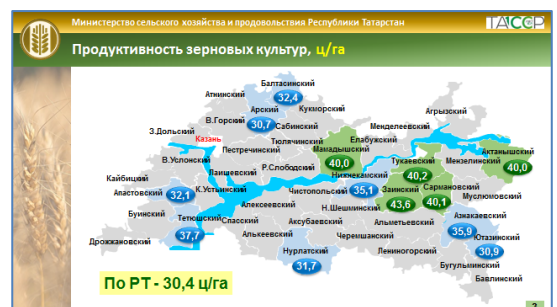 Министерство сельского хозяйства и продовольствия Республики Татарстан
ТАССР
Продуктивность зерновых культур, ц/га
Балтасинский
32,4
Атнинский
Арский
Кукморский
Агрызский
В.Горский
30,7
Сабинский
Менделеевский
З.Дольский
Казань
Тюлячинский
Мамадышский
40,0
Елабужский
Актанышский
40,0
Пестречинский
Тукаевский
40,2
Мензелинский
В.Услонский
Лаишевский
Р.Слободский
Нижнекамский
35,1
Кайбицкий
Заинский
43,6
Сармановский
40,1
Муслюмовский
Апастовский
32,1
К.Устьинский
Чистопольский
Алексеевский
Н.Шешминский
Азнакаевский
35,9
Буинский
Тетюшский
37,7
Спасский
Аксубаевский
Альметьевский
Ютазинский
30,9
Дрожжановский
Алькеевский
Черемшанский
Нурлатский
31,7
Лениногорский
Бугульминский
Бавлинский
По РТ - 30,4 ц/га
3